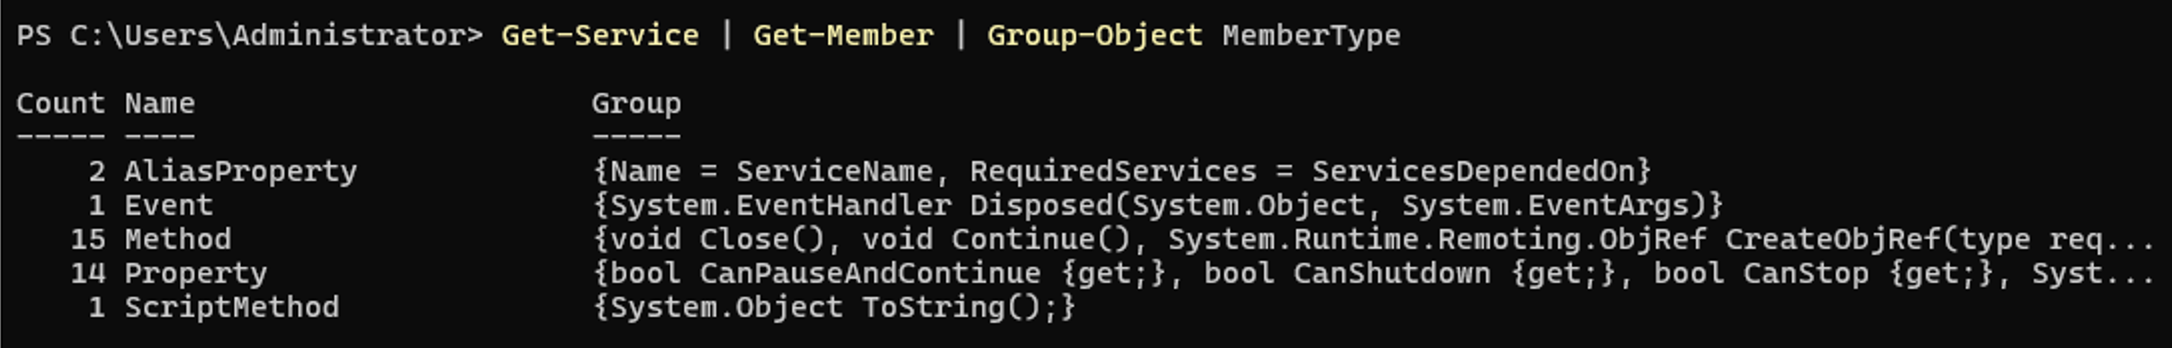 PS C:\Users\Administrator> Get-Service | Get-Member | Group-Object MemberType
Count Name                      Group
----- ----                      -----
    2 AliasProperty             {Name = ServiceName, RequiredServices = ServicesDependedOn}
    1 Event                     {System.EventHandler Disposed(System.Object, System.EventArgs)}
   15 Method                    {void Close(), void Continue(), System.Runtime.Remoting.ObjRef CreateObjRef(type req...
   14 Property                  {bool CanPauseAndContinue {get;}, bool CanShutdown {get;}, bool CanStop {get;}, Syst...
    1 ScriptMethod              {System.Object ToString();}